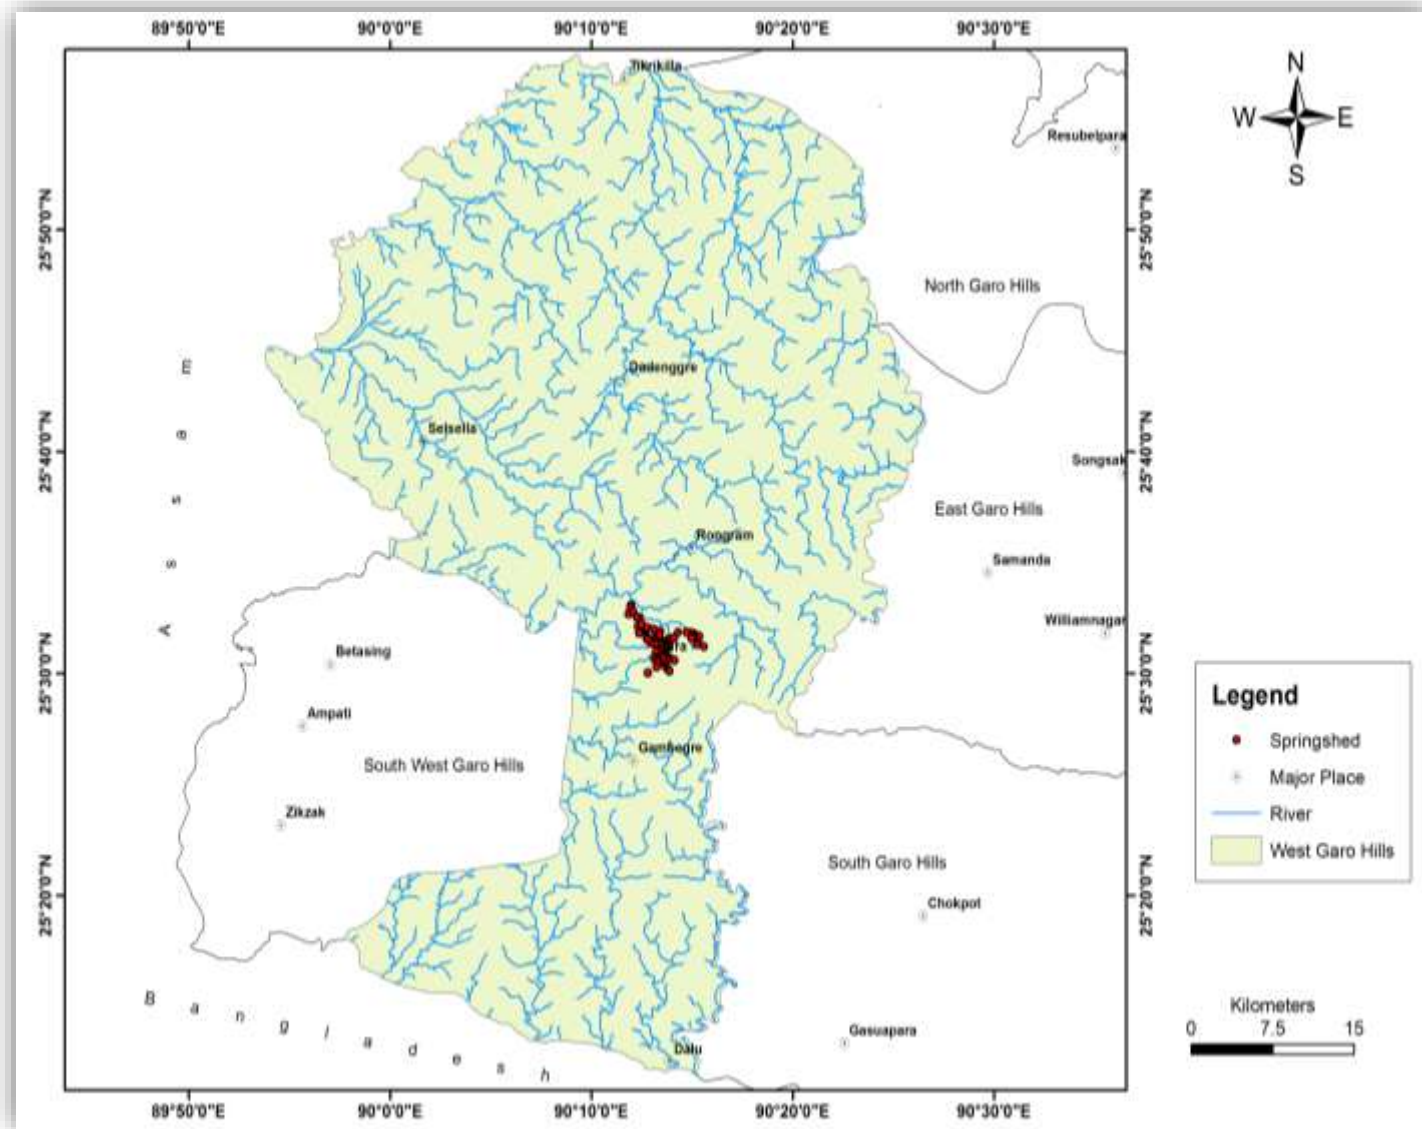 89°50'0"E 90°0'0"E 90°10'0"E 90°20'0"E 90°30'0"E
Tikrikilla
N
W E
S
Resubelpara
25°50'0"N 25°50'0"N
North Garo Hills
Dadenggre
Selsella
25°40'0"N 25°40'0"N
Songsak
East Garo Hills
Rongram
Samanda
Williamnagar
A s s a m
Betasing
25°30'0"N 25°30'0"N
Ampati
Gambegre
South West Garo Hills
Zikzak
South Garo Hills
Chokpot
25°20'0"N 25°20'0"N
Legend
Springshed
Major Place
River
West Garo Hills
B a n g l a d e s h
Dalu
Gasuapara
Kilometers
0 7.5 15
89°50'0"E 90°0'0"E 90°10'0"E 90°20'0"E 90°30'0"E